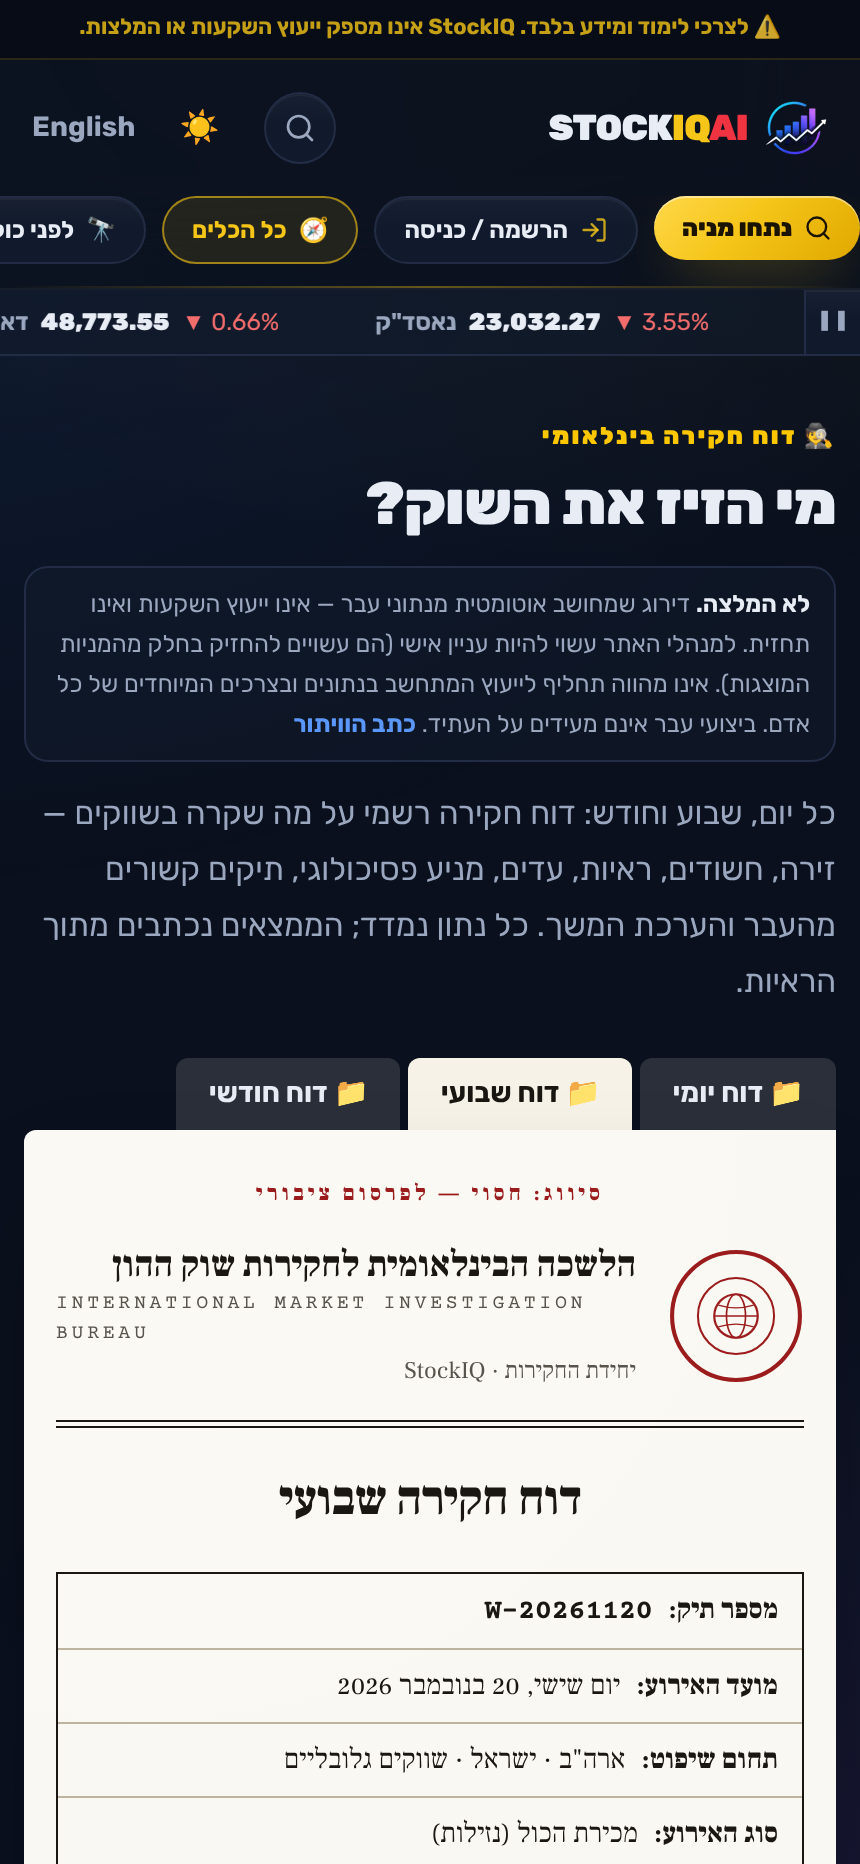 ⚠️ לצרכי לימוד ומידע בלבד. StockIQ אינו מספק ייעוץ השקעות או המלצות.
STOCKIQAI
English
נתחו מניה
הרשמה / כניסה
כל הכלים
לפני כול
נאסד"ק 23,032.27 ▼ 3.55%
דא 48,773.55 ▼ 0.66%
דוח חקירה בינלאומי
מי הזיז את השוק?
לא המלצה. דירוג שמחושב אוטומטית מנתוני עבר — אינו ייעוץ השקעות ואינו
תחזית. למנהלי האתר עשוי להיות עניין אישי (הם עשויים להחזיק בחלק מהמניות
המוצגות). אינו מהווה תחליף לייעוץ המתחשב בנתונים ובצרכים המיוחדים של כל
אדם. ביצועי עבר אינם מעידים על העתיד. כתב הוויתור
כל יום, שבוע וחודש: דוח חקירה רשמי על מה שקרה בשווקים —
זירה, חשודים, ראיות, עדים, מניע פסיכולוגי, תיקים קשורים
מהעבר והערכת המשך. כל נתון נמדד; הממצאים נכתבים מתוך
הראיות.
דוח יומי
דוח שבועי
דוח חודשי
סיווג: חסוי — לפרסום ציבורי
הלשכה הבינלאומית לחקירות שוק ההון
INTERNATIONAL MARKET INVESTIGATION
BUREAU
יחידת החקירות · StockIQ
דוח חקירה שבועי
מספר תיק: W-20261120
מועד האירוע: יום שישי, 20 בנובמבר 2026
תחום שיפוט: ארה"ב · ישראל · שווקים גלובליים
סוג האירוע: מכירת הכול (נזילות)